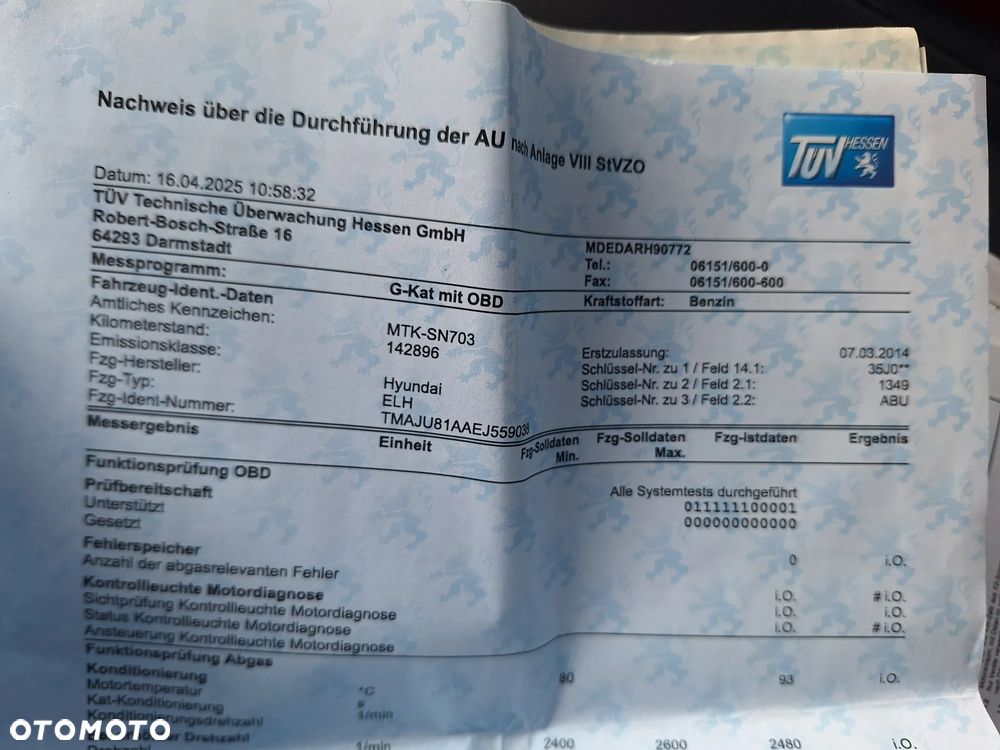 Nachweis über die Durchführung der AU nach Anlage VIII StVZO
TÜV HESSEN
Datum: 16.04.2025 10:58:32
TÜV Technische Überwachung Hessen GmbH
Robert-Bosch-Straße 16
64293 Darmstadt
MDEDARH90772
Tel.: 06151/600-0
Fax: 06151/600-600
Messprogramm: G-Kat mit OBD Kraftstoffart: Benzin
Fahrzeug-Ident.-Daten
Amtliches Kennzeichen: MTK-SN703
Kilometerstand: 142896
Emissionsklasse:
Fzg-Hersteller: Hyundai
Fzg-Typ: ELH
Fzg-Ident-Nummer: TMAJU81AAEJ559038
Erstzulassung: 07.03.2014
Schlüssel-Nr. zu 1 / Feld 14.1: 35J0**
Schlüssel-Nr. zu 2 / Feld 2.1: 1349
Schlüssel-Nr. zu 3 / Feld 2.2: ABU
Messergebnis Einheit Fzg-Solldaten Min. Fzg-Solldaten Max. Fzg-Istdaten Ergebnis
Funktionsprüfung OBD
Prüfbereitschaft Alle Systemtests durchgeführt
Unterstützt 011111100001
Gesetzt 000000000000
Fehlerspeicher
Anzahl der abgasrelevanten Fehler 0 i.O.
Kontrollleuchte Motordiagnose
Sichtprüfung Kontrollleuchte Motordiagnose i.O. # i.O.
Status Kontrollleuchte Motordiagnose i.O. i.O.
Ansteuerung Kontrollleuchte Motordiagnose i.O. # i.O.
Funktionsprüfung Abgas
Konditionierung
Motortemperatur °C 80 93 i.O.
Kat-Konditionierung s
Konditionierungsdrehzahl 1/min
Drehzahl
Drehzahl 1/min 2400 2600 2480 i.O.
OTOMOTO